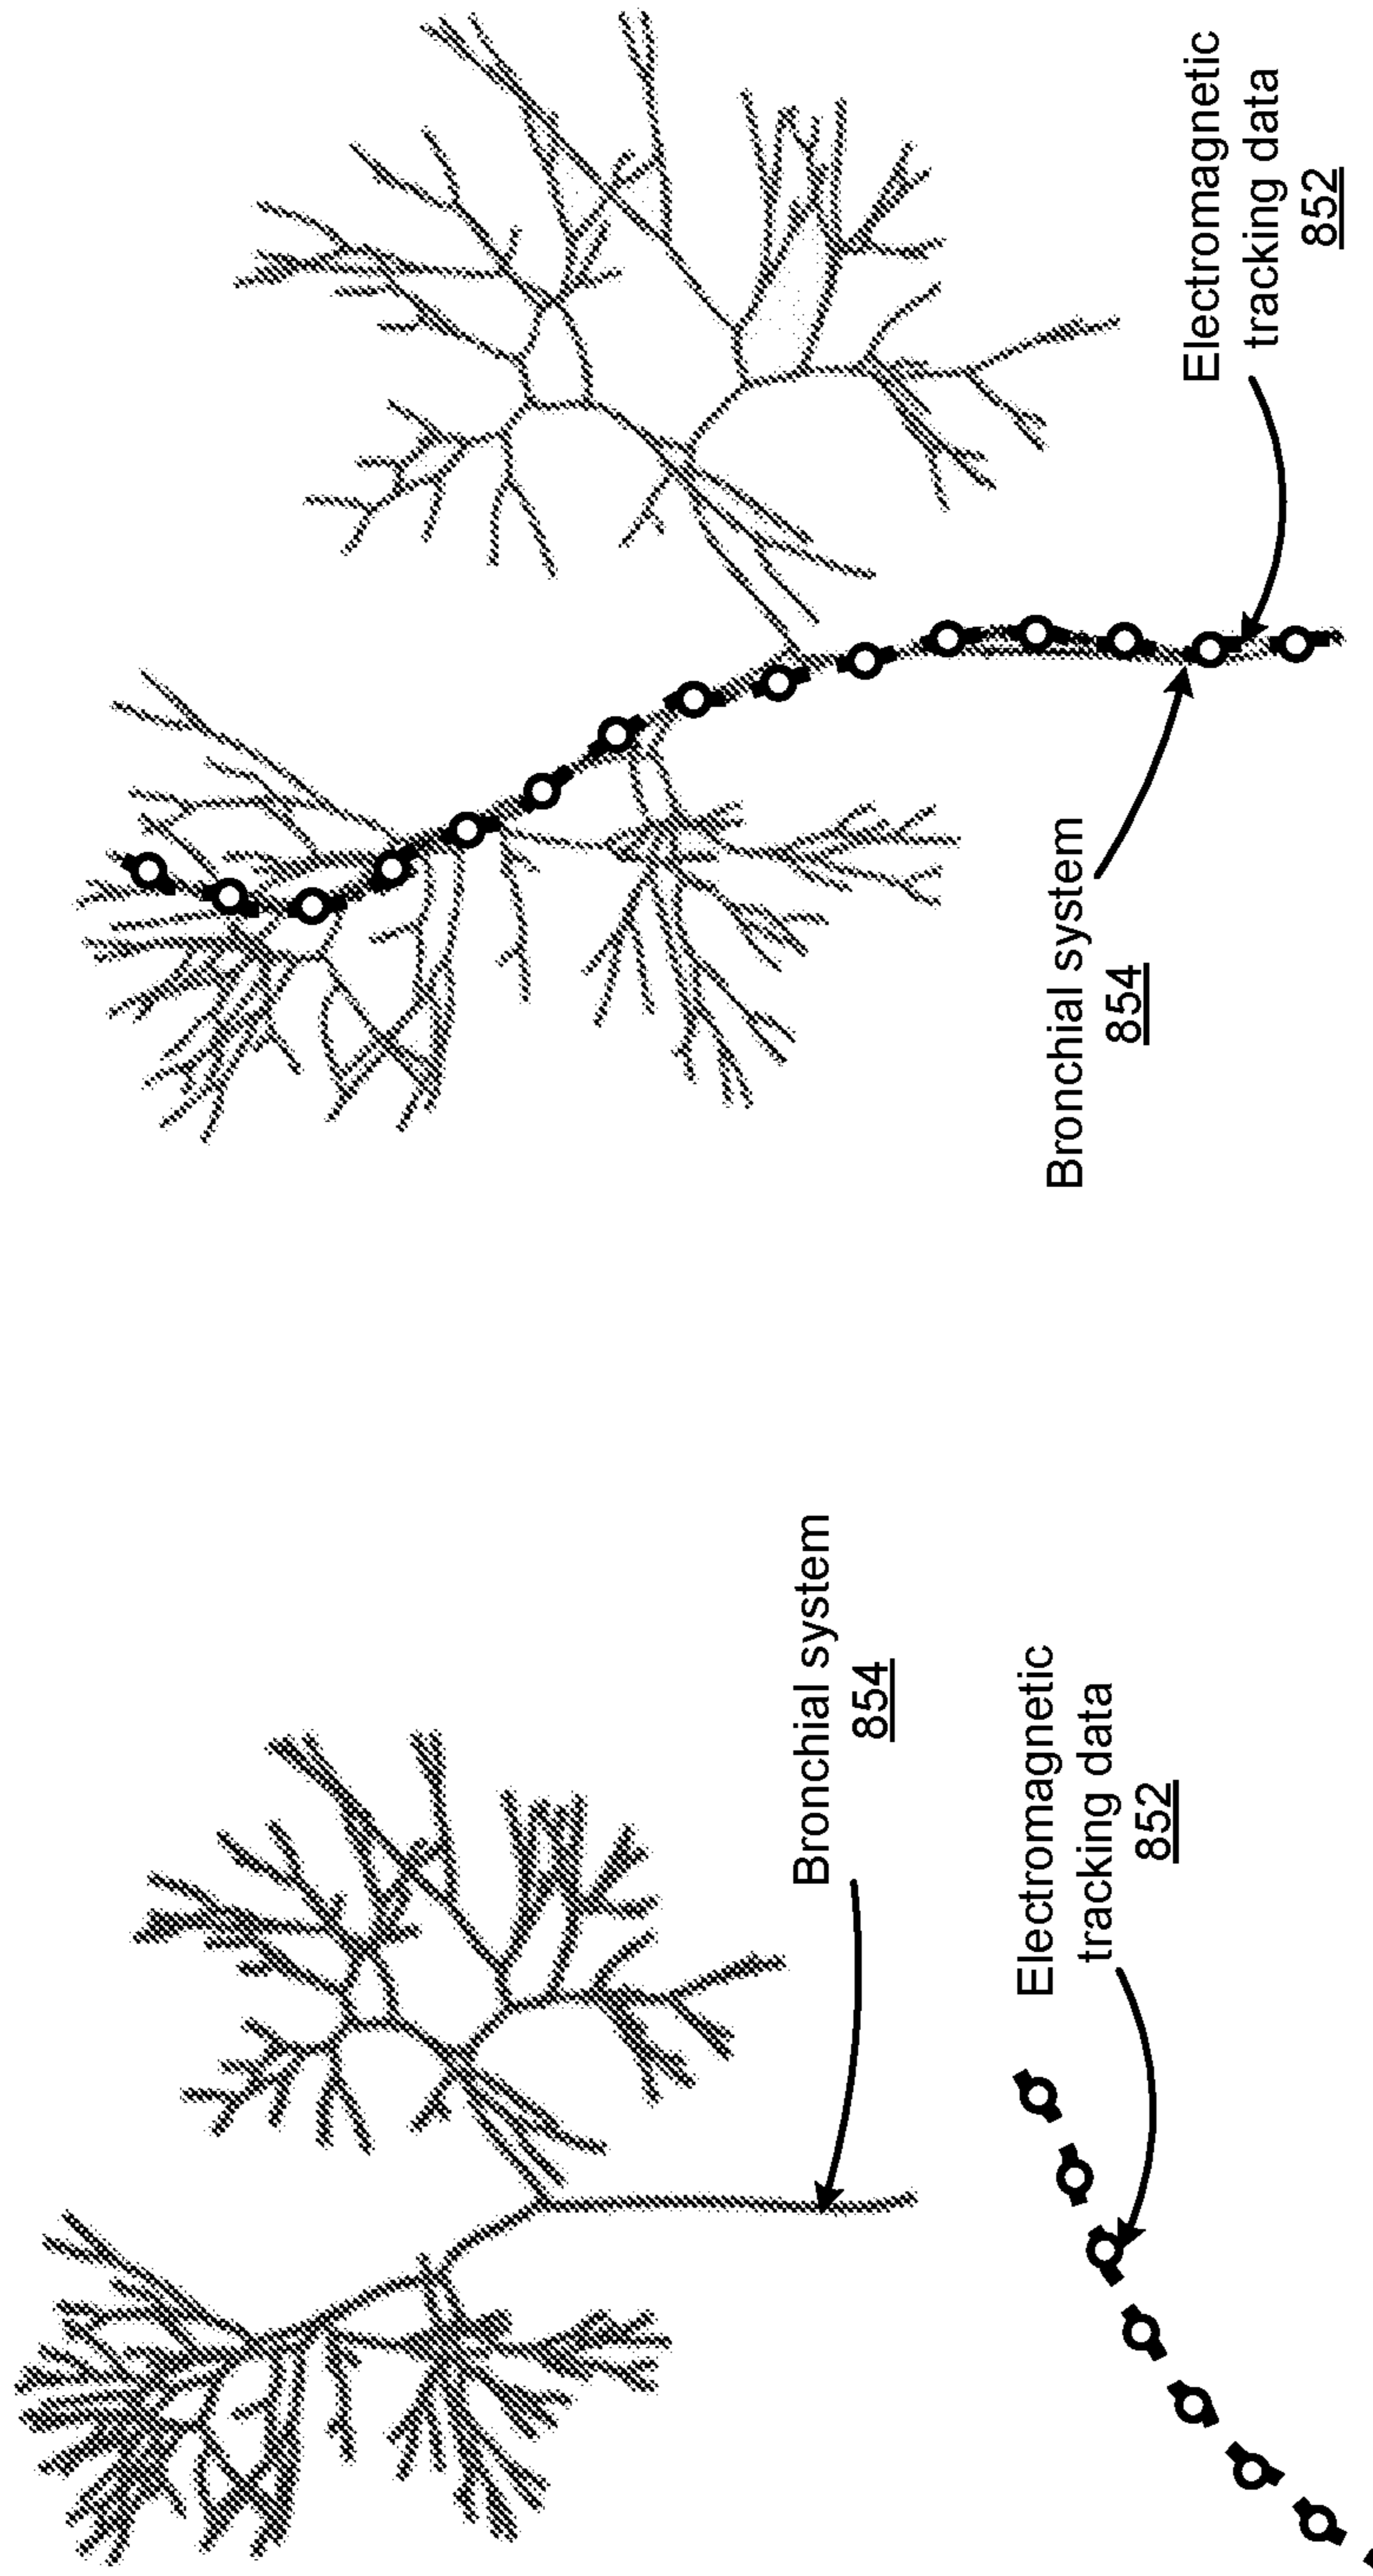 Bronchial system
854
Electromagnetic
tracking data
852
Bronchial system
854
Electromagnetic
tracking data
852